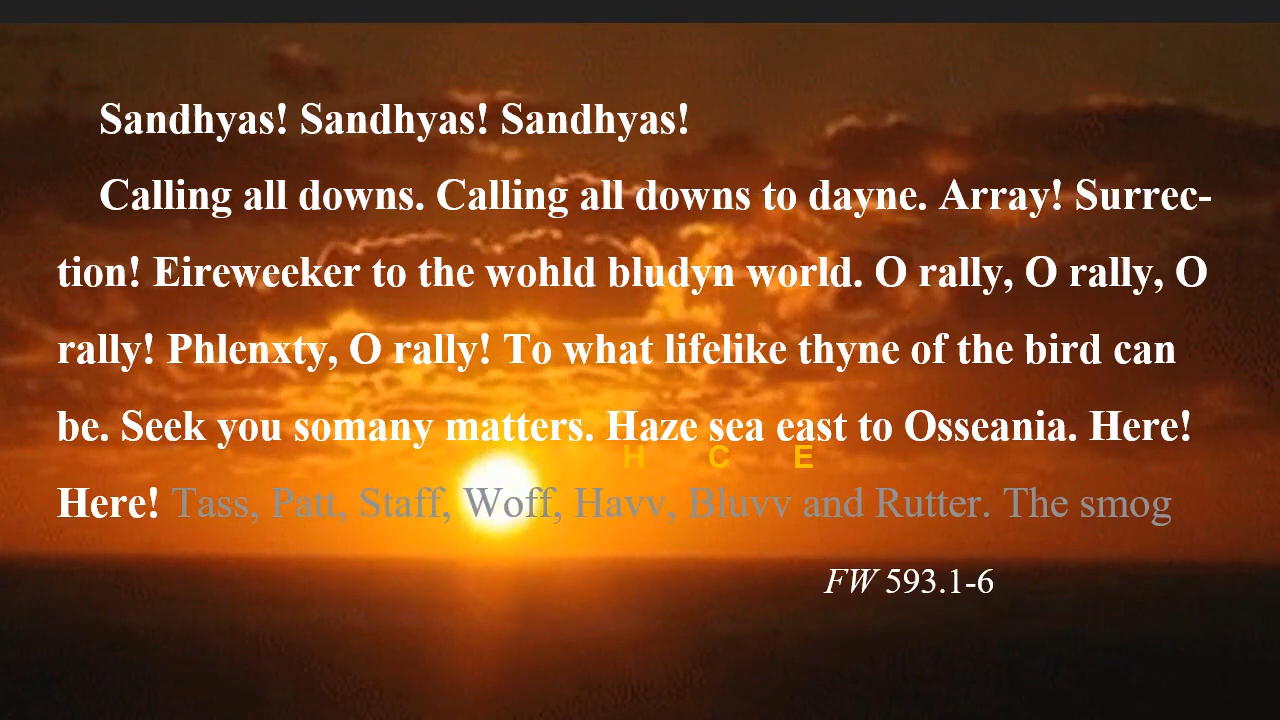 Sandhyas! Sandhyas! Sandhyas!
Calling all downs. Calling all downs to dayne. Array! Surrec-
tion! Eireweeker to the wohld bludyn world. O rally, O rally, O
rally! Phlenxty, O rally! To what lifelike thyne of the bird can
be. Seek you somany matters. Haze sea east to Osseania. Here!
H C E
Here! Tass, Patt, Staff, Woff, Havv, Bluvv and Rutter. The smog
FW 593.1-6